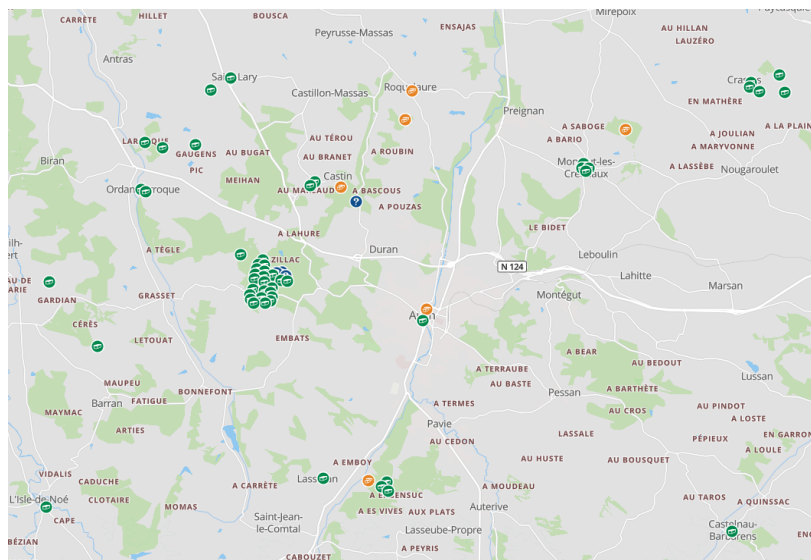 CARRÈTE
HILLET
BOUSCA
Mirepoix
Peyrusse-Massas
ENSAJAS
AU HILLAN
LAUZÉRO
Antras
Castillon-Massas
EN MATHÈRE
Preignan
A SABOGE
A LA PLAIN
AU TÉROU
A BARIO
A JOULIAN
A MARYVONNE
GAUGENS
AU BUGAT
AU BRANET
A ROUBIN
Biran
PIC
Castin
A LASSÈBE
Nougaroulet
MEIHAN
A BASCOUS
A POUZAS
A LAHURE
LE BIDET
A TÈGLE
Duran
Leboulin
ZILLAC
N 124
Lahitte
GARDIAN
GRASSET
Montégut
Marsan
CÉRÈS
LETOUAT
EMBATS
A BEAR
AU BEDOUT
A TERRAUBE
MAUPEU
AU BASTE
A BARTHÈTE
Lussan
BONNEFONT
Pessan
Barran
FATIGUE
A TERMES
AU CROS
AU PINDOT
MAYMAC
Pavie
A LOSTE
ARTIES
LASSALE
EN GARRON
AU CEDON
PÉPIEUX
A LOULE
A EMBOY
AU HUSTE
AU BOUSQUET
VIDALIS
CADUCHE
A CARRÈTE
A MOUDEAU
AU TAROS
A QUINSSAC
L'Isle-de-Noé
CLOTAIRE
MOMAS
A ES VIVES
AUX PLATS
Auterive
CAPE
Saint-Jean-
le-Comtal
Lasseube-Propre
BÉZIAN
A PEYRIS
CABOUZET